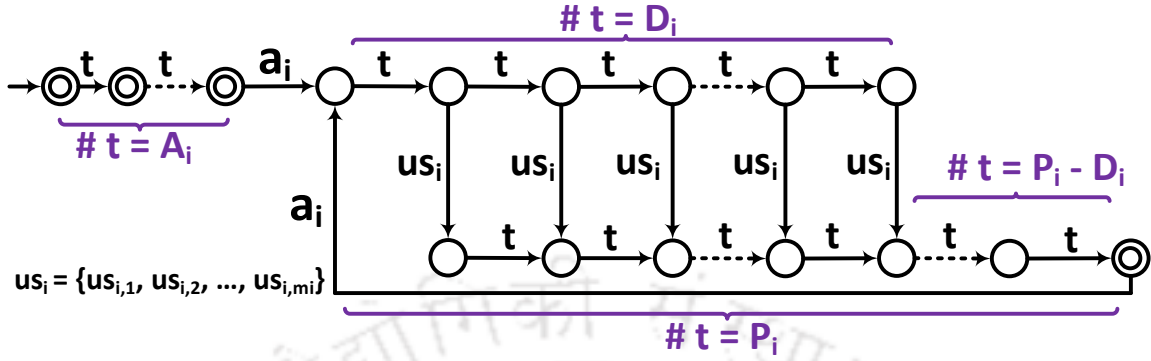 # t = Dᵢ
t t aᵢ t t t t t
# t = Aᵢ
usᵢ usᵢ usᵢ usᵢ usᵢ
# t = Pᵢ - Dᵢ
aᵢ
t t t t t t
usᵢ = {usᵢ,₁, usᵢ,₂, ..., usᵢ,ₘᵢ}
# t = Pᵢ